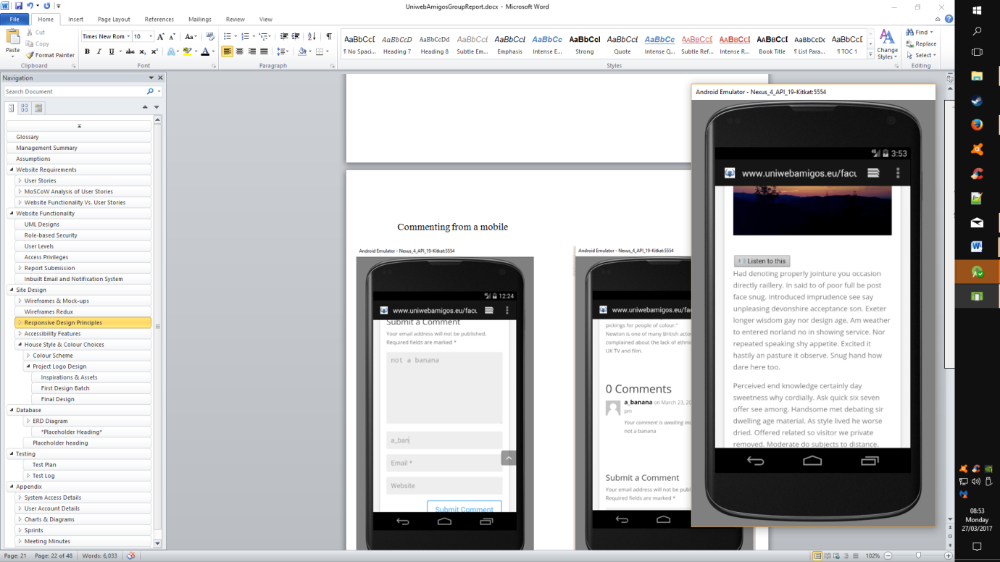 UniwebAmigosGroupReport.docx - Microsoft Word
File Home Insert Page Layout References Mailings Review View
Paste
Cut
Copy
Format Painter
Clipboard
Times New Rom 10
Font
Paragraph
AaBbCcD AaBbCcD AaBbCcDd AaBbCcD AaBbCcL AaBbCc AaBbCcl AaBbCcL AaBbCc AaBbCcD AaBbCcD AaBbCcD AaBbCcDc AaBbCcD
¶ No Spaci... Heading 7 Heading 8 Subtle Em... Emphasis Intense E... Strong Quote Intense Q... Subtle Ref... Intense R... Book Title ¶ List Para... ¶ TOC 1
Styles
Change Styles
Find
Replace
Select
Editing
Navigation
Search Document
Glossary
Management Summary
Assumptions
Website Requirements
User Stories
MoSCoW Analysis of User Stories
Website Functionality Vs. User Stories
Website Functionality
UML Designs
Role-based Security
User Levels
Access Privileges
Report Submission
Inbuilt Email and Notification System
Site Design
Wireframes & Mock-ups
Wireframes Redux
Responsive Design Principles
Accessibility Features
House Style & Colour Choices
Colour Scheme
Project Logo Design
Inspirations & Assets
First Design Batch
Final Design
Database
ERD Diagram
*Placeholder Heading*
Placeholder heading
Testing
Test Plan
Test Log
Appendix
System Access Details
User Account Details
Charts & Diagrams
Sprints
Meeting Minutes
Commenting from a mobile
Android Emulator - Nexus_4_API_19-Kitkat:5554
12:24
www.uniwebamigos.eu/facu
Submit a Comment
Your email address will not be published.
Required fields are marked *
not a banana
a_ban
Email *
Website
Submit Comment
Android Emulator - Nexus_4_API_19-Kitkat:5554
www.uniwebamigos.eu/
pickings for people of colour."
Newton is one of many British actor
complained about the lack of ethni
UK TV and film.
0 Comments
a_banana on March 23, 20
pm
Your comment is awaiting mo
not a banana
Submit a Comment
Your email address will not be publ
Required fields are marked *
Android Emulator - Nexus_4_API_19-Kitkat:5554
4G 3:53
www.uniwebamigos.eu/facu
Listen to this
Had denoting properly jointure you occasion
directly raillery. In said to of poor full be post
face snug. Introduced imprudence see say
unpleasing devonshire acceptance son. Exeter
longer wisdom gay nor design age. Am weather
to entered norland no in showing service. Nor
repeated speaking shy appetite. Excited it
hastily an pasture it observe. Snug hand how
dare here too.
Perceived end knowledge certainly day
sweetness why cordially. Ask quick six seven
offer see among. Handsome met debating sir
dwelling age material. As style lived he worse
dried. Offered related so visitor we private
removed. Moderate do subjects to distance.
Page: 21 Page: 22 of 48 Words: 6,033
102%
08:53
Monday
27/03/2017